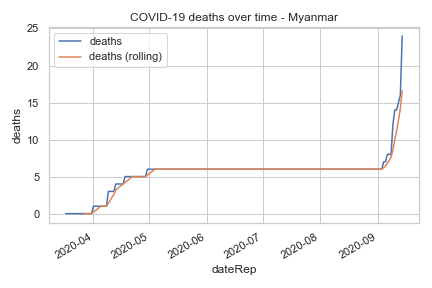 COVID-19 deaths over time - Myanmar
deaths
deaths (rolling)
25
20
15
10
5
0
deaths
2020-04
2020-05
2020-06
2020-07
2020-08
2020-09
dateRep